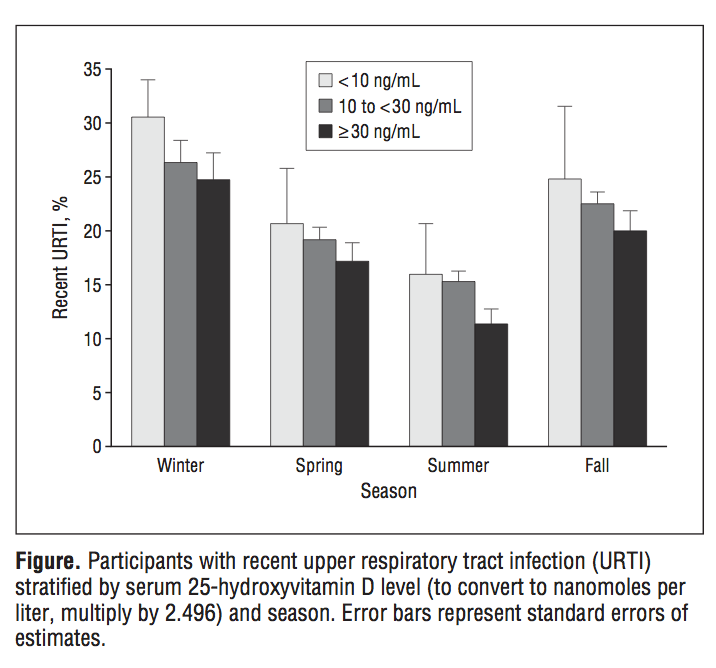 35
30
25
20
15
10
5
0
Recent URTI, %
<10 ng/mL
10 to <30 ng/mL
≥30 ng/mL
Winter
Spring
Summer
Fall
Season
Figure. Participants with recent upper respiratory tract infection (URTI)
stratified by serum 25-hydroxyvitamin D level (to convert to nanomoles per
liter, multiply by 2.496) and season. Error bars represent standard errors of
estimates.